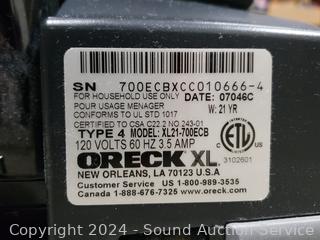 SN 700ECBXCC010666-4
FOR HOUSEHOLD USE ONLY DATE: 07046C
POUR USAGE MENAGER W: 21 YR
CONFORMS TO UL STD 1017
CERTIFIED TO CSA C22.2 NO.243-01
TYPE 4 MODEL: XL21-700ECB
120 VOLTS 60 HZ 3.5 AMP
ETL
ORECK XL
3102601
NEW ORLEANS, LA 70123 U.S.A
Customer Service US 1-800-989-3535
Canada 1-888-676-7325 www.oreck.com
Copyright 2024 - Sound Auction Service